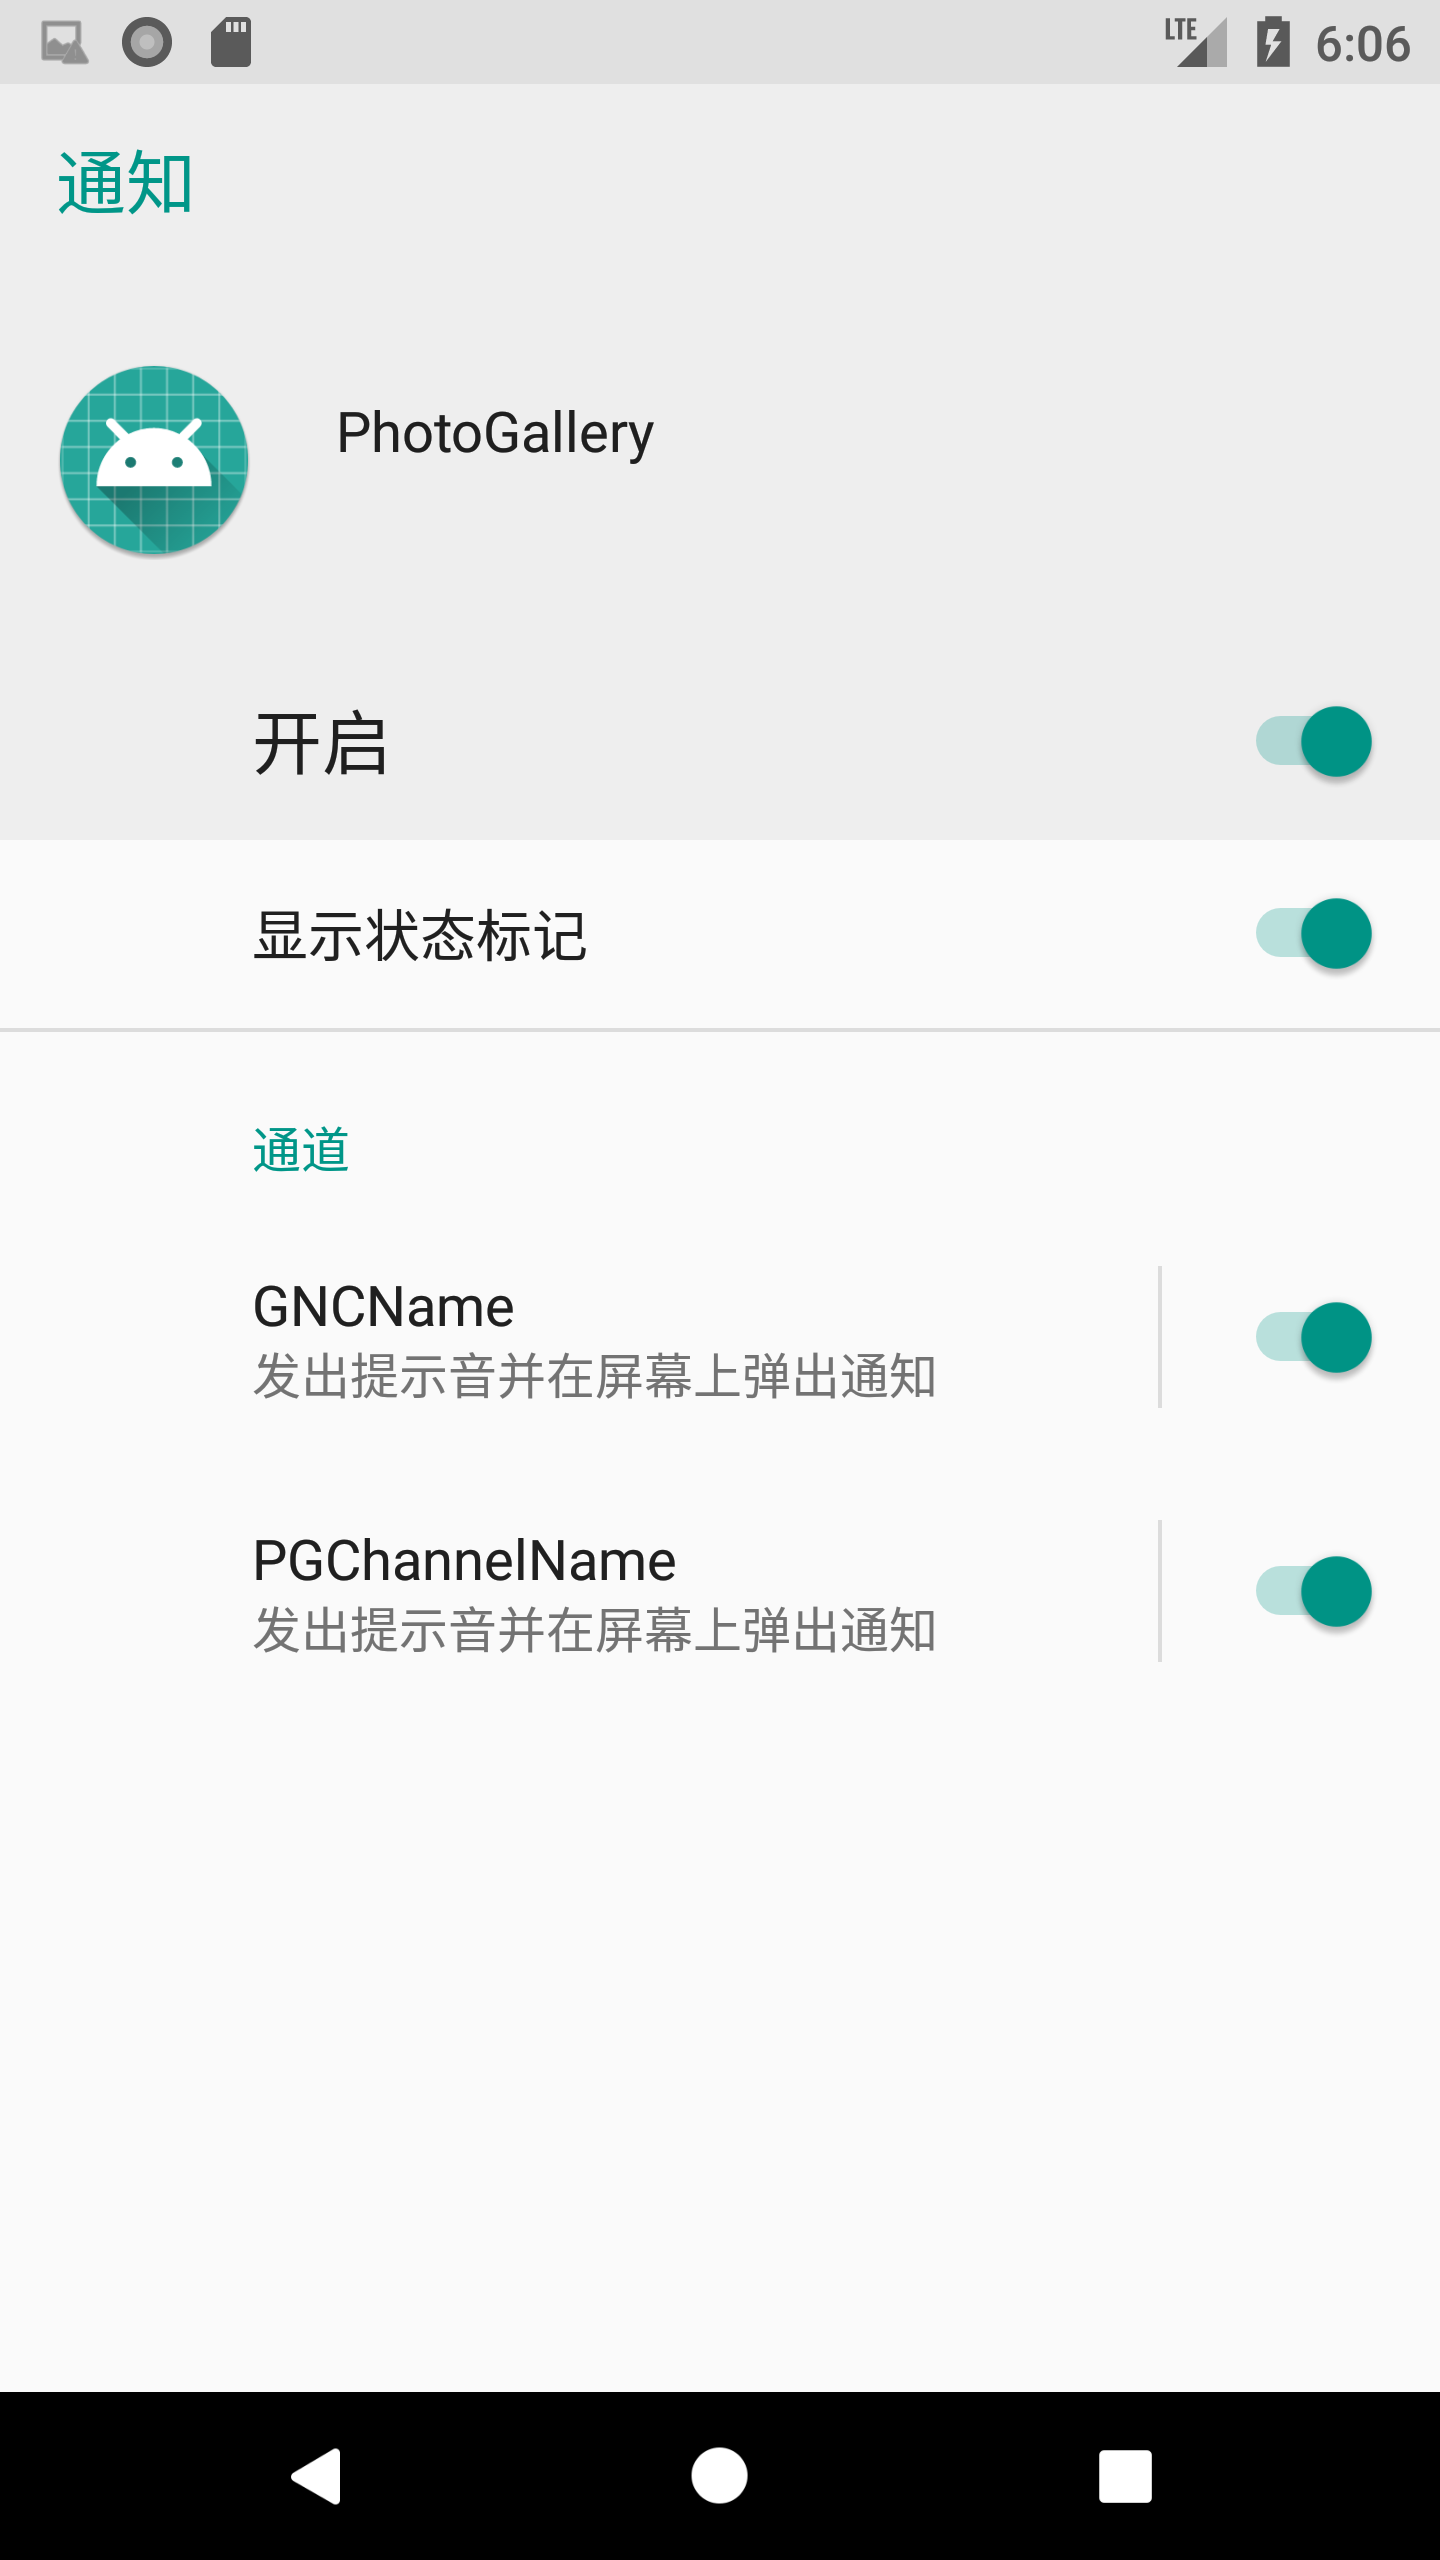 LTE 6:06
通知
PhotoGallery
开启
显示状态标记
通道
GNCName
发出提示音并在屏幕上弹出通知
PGChannelName
发出提示音并在屏幕上弹出通知